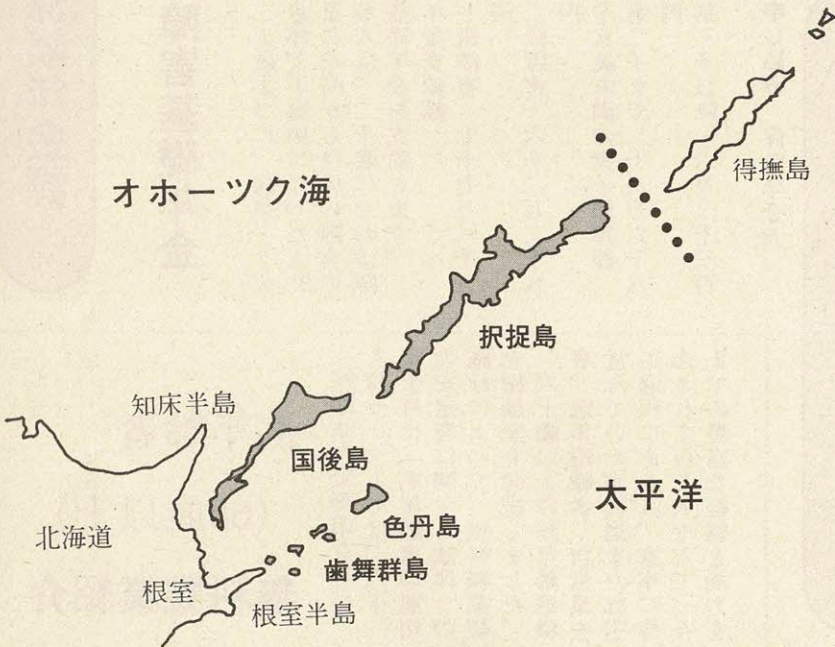 得撫島
オホーツク海
択捉島
知床半島
国後島
太平洋
色丹島
北海道
歯舞群島
根室
根室半島